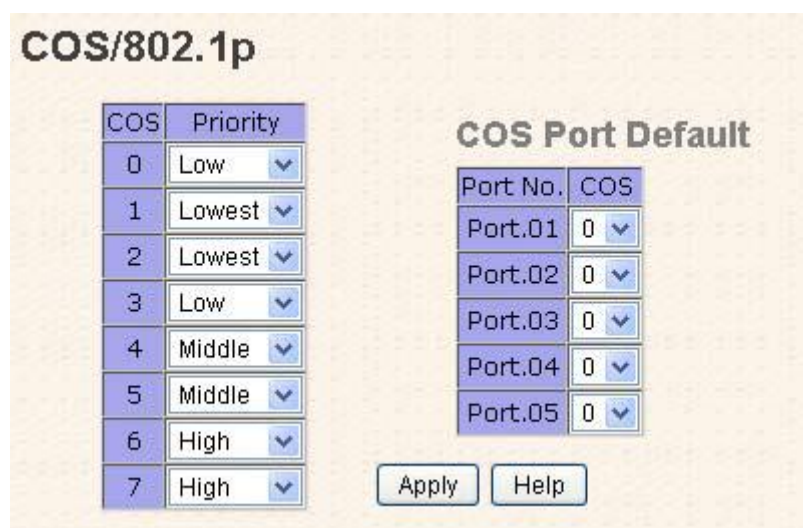 COS/802.1p
COS Priority
0 Low
1 Lowest
2 Lowest
3 Low
4 Middle
5 Middle
6 High
7 High
COS Port Default
Port No. COS
Port.01 0
Port.02 0
Port.03 0
Port.04 0
Port.05 0
Apply Help